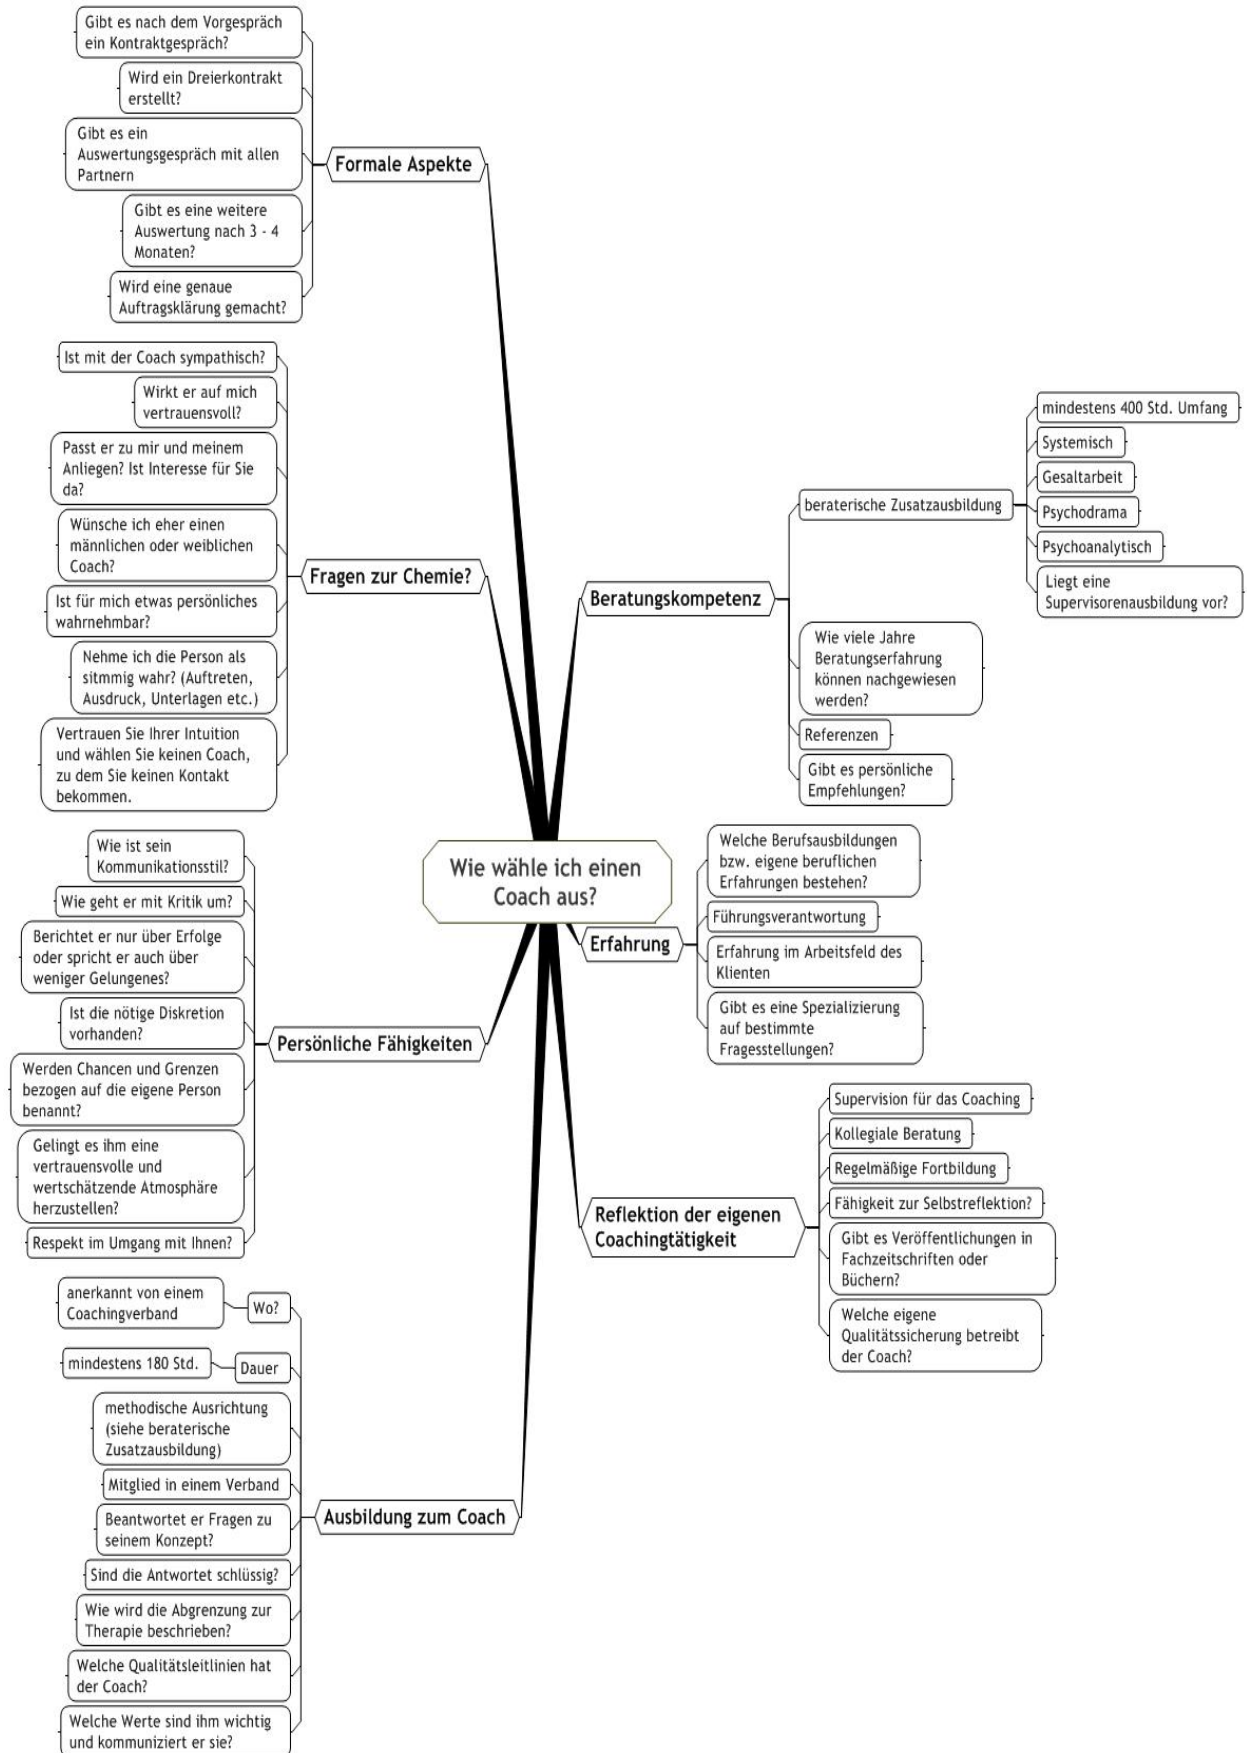 Gibt es nach dem Vorgespräch
ein Kontraktgespräch?
Wird ein Dreierkontrakt
erstellt?
Gibt es ein
Auswertungsgespräch mit allen
Partnern
Gibt es eine weitere
Auswertung nach 3 - 4
Monaten?
Wird eine genaue
Auftragsklärung gemacht?
Formale Aspekte
Ist mit der Coach sympathisch?
Wirkt er auf mich
vertrauensvoll?
Passt er zu mir und meinem
Anliegen? Ist Interesse für Sie
da?
Wünsche ich eher einen
männlichen oder weiblichen
Coach?
Ist für mich etwas persönliches
wahrnehmbar?
Nehme ich die Person als
sitmmig wahr? (Auftreten,
Ausdruck, Unterlagen etc.)
Vertrauen Sie Ihrer Intuition
und wählen Sie keinen Coach,
zu dem Sie keinen Kontakt
bekommen.
Fragen zur Chemie?
Wie ist sein
Kommunikationsstil?
Wie geht er mit Kritik um?
Berichtet er nur über Erfolge
oder spricht er auch über
weniger Gelungenes?
Ist die nötige Diskretion
vorhanden?
Werden Chancen und Grenzen
bezogen auf die eigene Person
benannt?
Gelingt es ihm eine
vertrauensvolle und
wertschätzende Atmosphäre
herzustellen?
Respekt im Umgang mit Ihnen?
Persönliche Fähigkeiten
anerkannt von einem
Coachingverband
Wo?
mindestens 180 Std.
Dauer
methodische Ausrichtung
(siehe beraterische
Zusatzausbildung)
Mitglied in einem Verband
Beantwortet er Fragen zu
seinem Konzept?
Sind die Antwortet schlüssig?
Wie wird die Abgrenzung zur
Therapie beschrieben?
Welche Qualitätsleitlinien hat
der Coach?
Welche Werte sind ihm wichtig
und kommuniziert er sie?
Ausbildung zum Coach
Wie wähle ich einen
Coach aus?
Beratungskompetenz
beraterische Zusatzausbildung
mindestens 400 Std. Umfang
Systemisch
Gesaltarbeit
Psychodrama
Psychoanalytisch
Liegt eine
Supervisorenausbildung vor?
Wie viele Jahre
Beratungserfahrung
können nachgewiesen
werden?
Referenzen
Gibt es persönliche
Empfehlungen?
Erfahrung
Welche Berufsausbildungen
bzw. eigene beruflichen
Erfahrungen bestehen?
Führungsverantwortung
Erfahrung im Arbeitsfeld des
Klienten
Gibt es eine Spezializierung
auf bestimmte
Fragesstellungen?
Reflektion der eigenen
Coachingtätigkeit
Supervision für das Coaching
Kollegiale Beratung
Regelmäßige Fortbildung
Fähigkeit zur Selbstreflektion?
Gibt es Veröffentlichungen in
Fachzeitschriften oder
Büchern?
Welche eigene
Qualitätssicherung betreibt
der Coach?